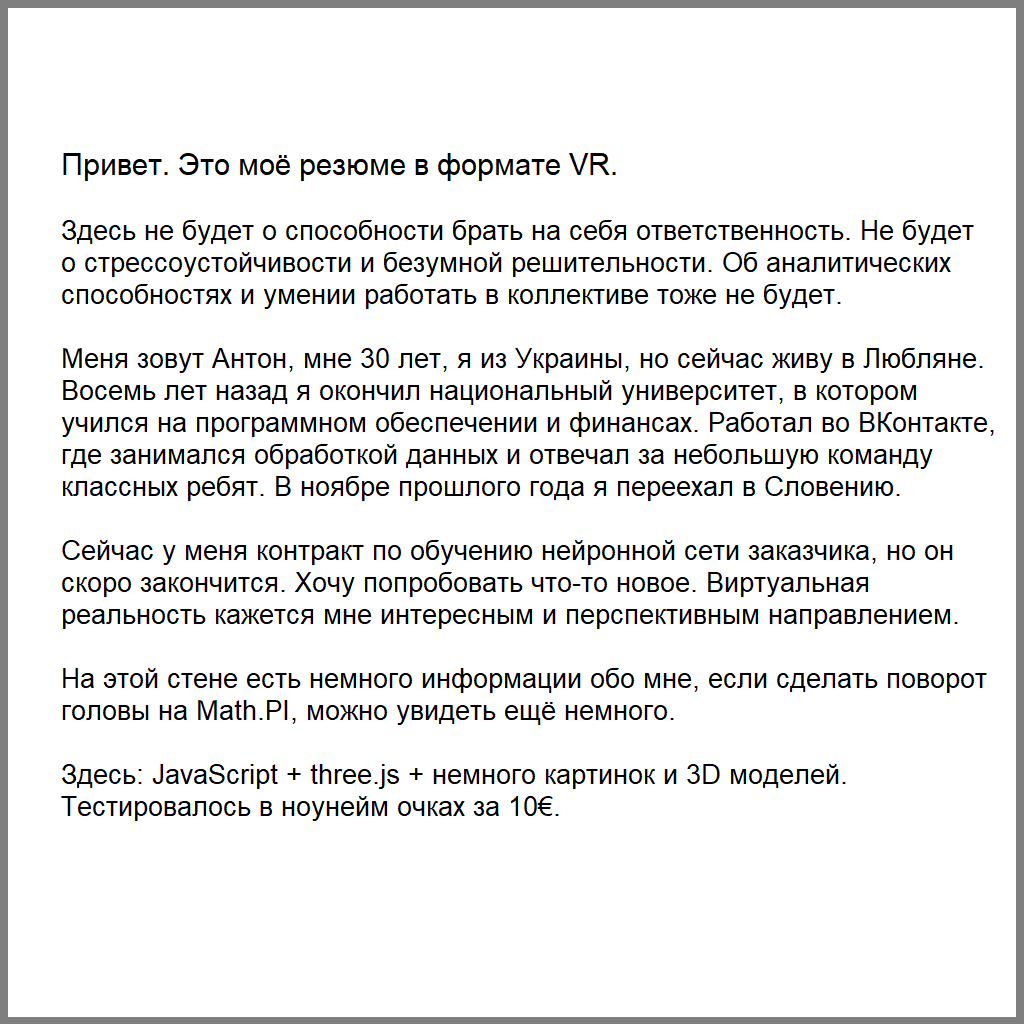 Привет. Это моё резюме в формате VR.
Здесь не будет о способности брать на себя ответственность. Не будет
о стрессоустойчивости и безумной решительности. Об аналитических
способностях и умении работать в коллективе тоже не будет.
Меня зовут Антон, мне 30 лет, я из Украины, но сейчас живу в Любляне.
Восемь лет назад я окончил национальный университет, в котором
учился на программном обеспечении и финансах. Работал во ВКонтакте,
где занимался обработкой данных и отвечал за небольшую команду
классных ребят. В ноябре прошлого года я переехал в Словению.
Сейчас у меня контракт по обучению нейронной сети заказчика, но он
скоро закончится. Хочу попробовать что-то новое. Виртуальная
реальность кажется мне интересным и перспективным направлением.
На этой стене есть немного информации обо мне, если сделать поворот
головы на Math.PI, можно увидеть ещё немного.
Здесь: JavaScript + three.js + немного картинок и 3D моделей.
Тестировалось в ноунейм очках за 10€.